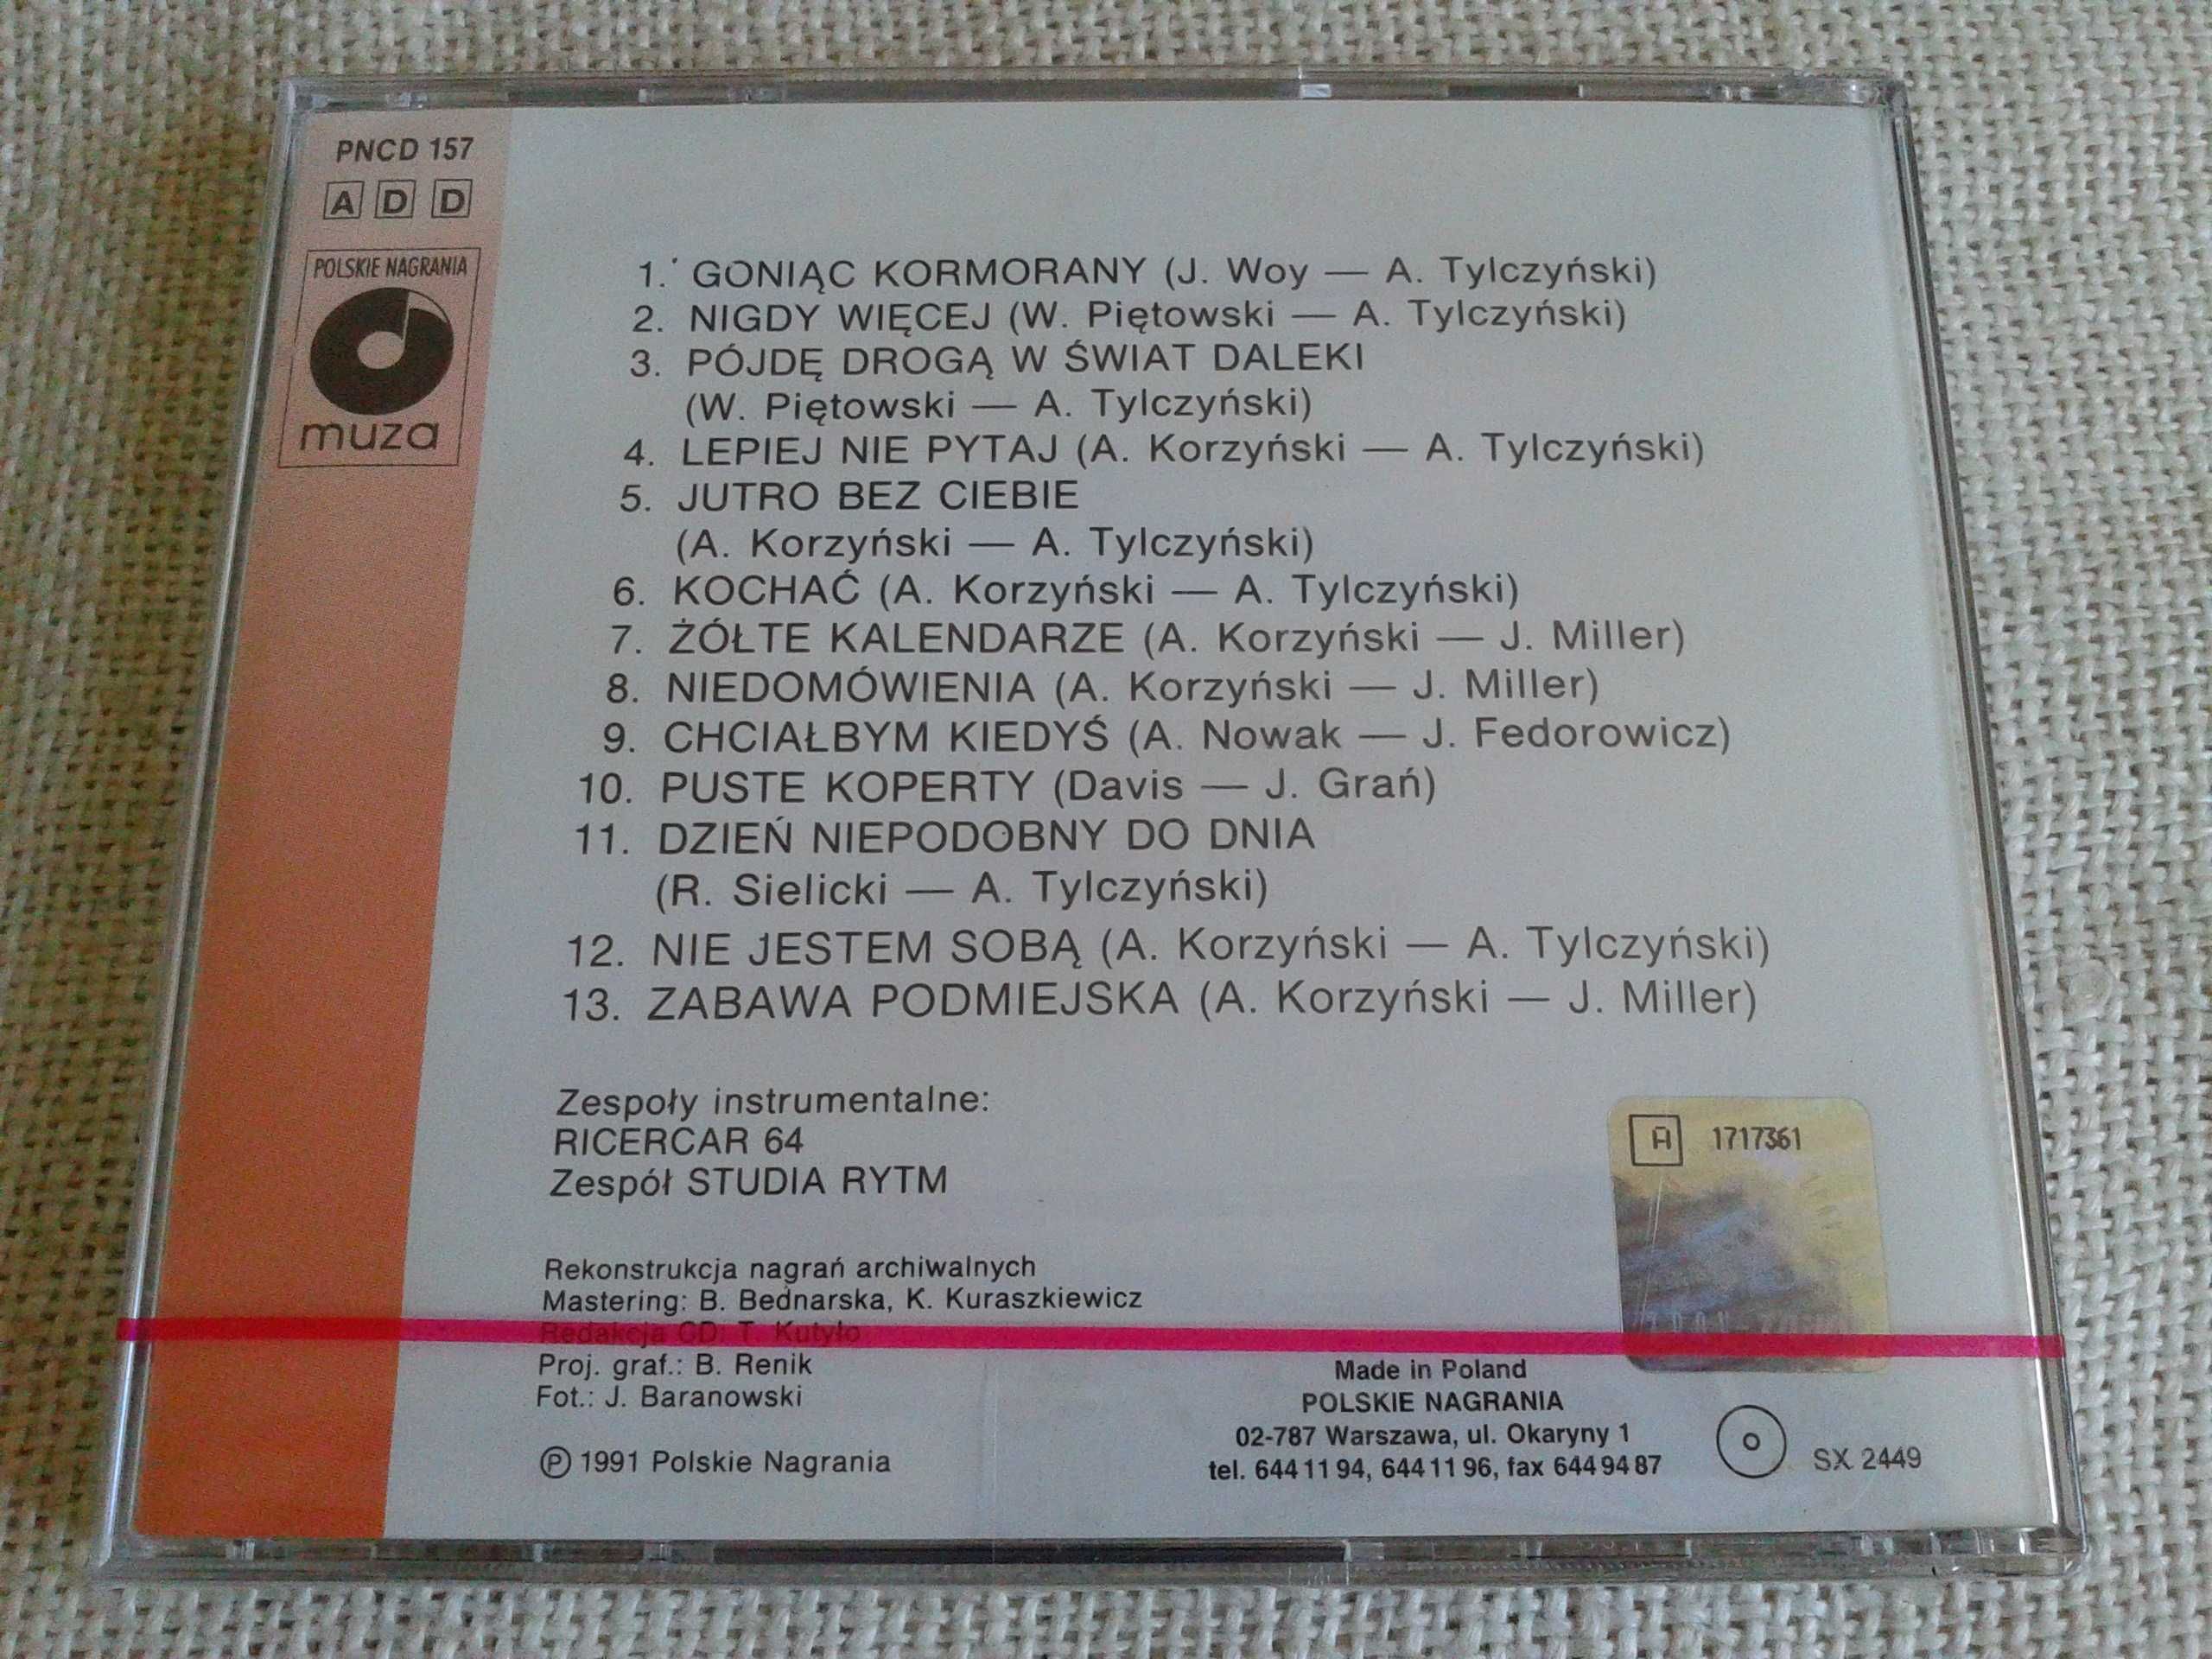 PNCD 157
A D D
POLSKIE NAGRANIA
muza
1. GONIĄC KORMORANY (J. Woy — A. Tylczyński)
2. NIGDY WIĘCEJ (W. Piętowski — A. Tylczyński)
3. PÓJDĘ DROGĄ W ŚWIAT DALEKI
(W. Piętowski — A. Tylczyński)
4. LEPIEJ NIE PYTAJ (A. Korzyński — A. Tylczyński)
5. JUTRO BEZ CIEBIE
(A. Korzyński — A. Tylczyński)
6. KOCHAĆ (A. Korzyński — A. Tylczyński)
7. ŻÓŁTE KALENDARZE (A. Korzyński — J. Miller)
8. NIEDOMÓWIENIA (A. Korzyński — J. Miller)
9. CHCIAŁBYM KIEDYŚ (A. Nowak — J. Fedorowicz)
10. PUSTE KOPERTY (Davis — J. Grań)
11. DZIEŃ NIEPODOBNY DO DNIA
(R. Sielicki — A. Tylczyński)
12. NIE JESTEM SOBĄ (A. Korzyński — A. Tylczyński)
13. ZABAWA PODMIEJSKA (A. Korzyński — J. Miller)
Zespoły instrumentalne:
RICERCAR 64
Zespół STUDIA RYTM
A 1717361
Rekonstrukcja nagrań archiwalnych
Mastering: B. Bednarska, K. Kuraszkiewicz
Redakcja CD: T. Kutyło
Proj. graf.: B. Renik
Fot.: J. Baranowski
Ⓟ 1991 Polskie Nagrania
Made in Poland
POLSKIE NAGRANIA
02-787 Warszawa, ul. Okaryny 1
tel. 644 11 94, 644 11 96, fax 644 94 87
SX 2449